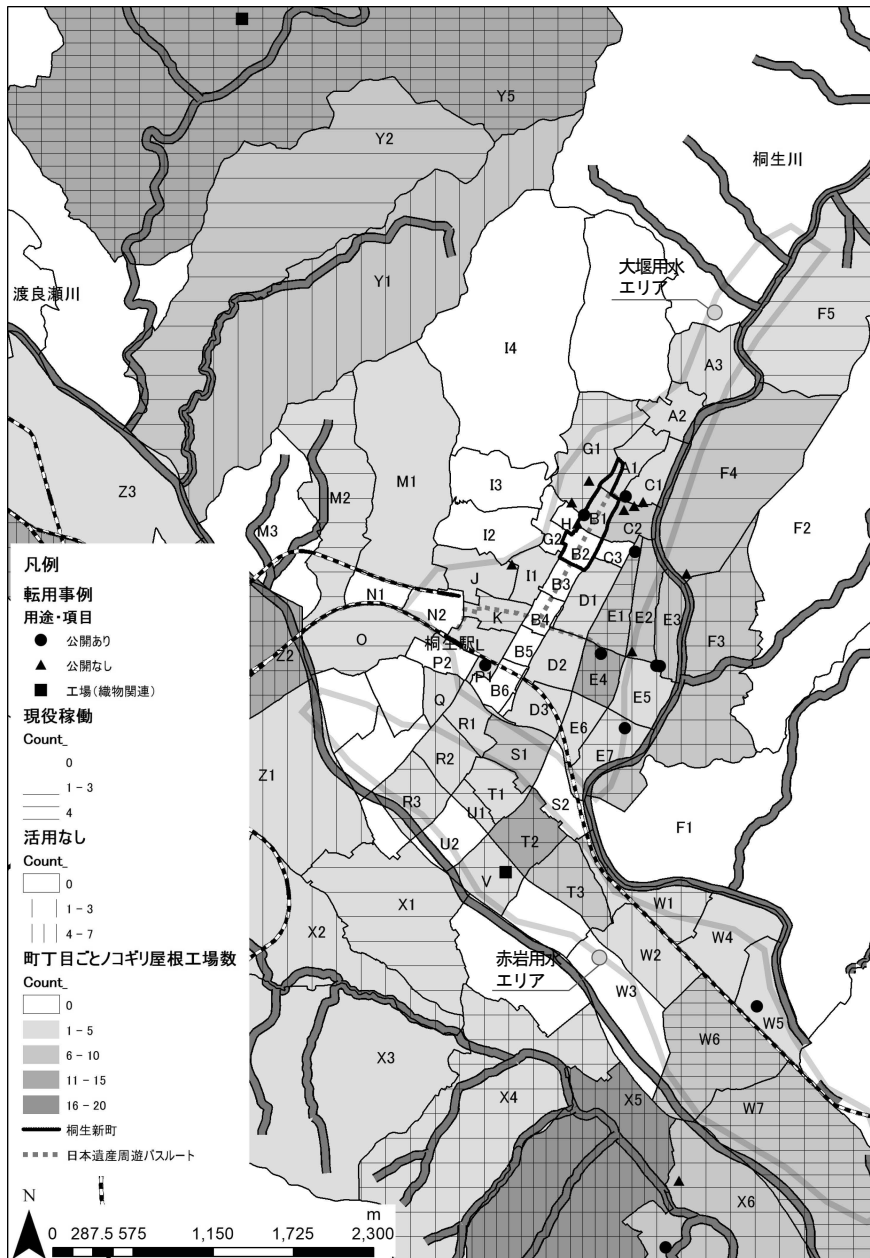 Y5
Y2
桐生川
Y1
大堰用水
エリア
渡良瀬川
F5
I4
A3
A2
G1
F4
Z3
M2
M1
A1
C1
I3
M3
H
B1
C2
F2
I2
G2
B2
C3
凡例
転用事例
用途・項目
公開あり
公開なし
工場(織物関連)
現役稼働
Count_
0
1 - 3
4
活用なし
Count_
0
1 - 3
4 - 7
町丁目ごとノコギリ屋根工場数
Count_
0
1 - 5
6 - 10
11 - 15
16 - 20
桐生新町
日本遺産周遊バスルート
J
I1
B3
D1
N1
N2
K
B4
E1
E2
E3
F3
O
桐生駅
L
B5
D2
Z2
P2
P1
E4
B6
E5
Q
D3
E6
R1
S1
E7
R2
Z1
R3
T1
U1
S2
U2
T2
F1
V
T3
X1
W1
X2
W4
W2
赤岩用水
エリア
W3
W5
W6
X3
X4
X5
W7
X6
N
m
0 287.5 575 1,150 1,725 2,300